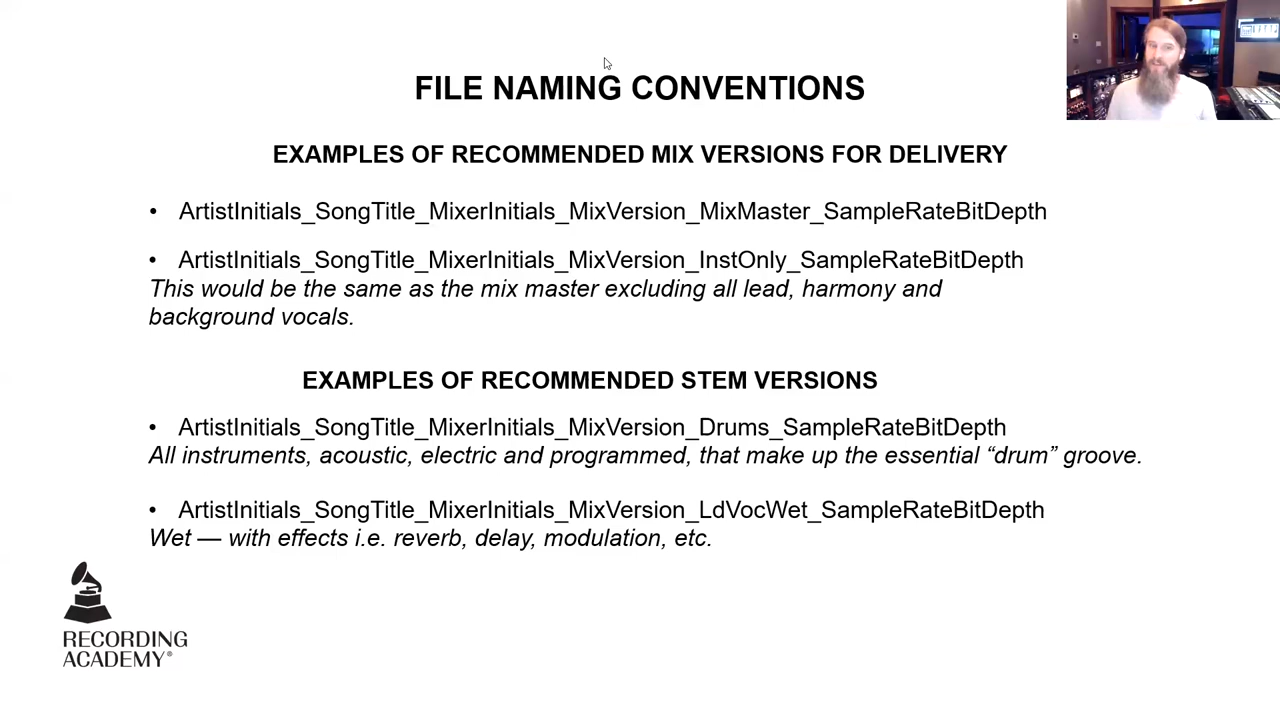 FILE NAMING CONVENTIONS
EXAMPLES OF RECOMMENDED MIX VERSIONS FOR DELIVERY
• ArtistInitials_SongTitle_MixerInitials_MixVersion_MixMaster_SampleRateBitDepth
• ArtistInitials_SongTitle_MixerInitials_MixVersion_InstOnly_SampleRateBitDepth
This would be the same as the mix master excluding all lead, harmony and
background vocals.
EXAMPLES OF RECOMMENDED STEM VERSIONS
• ArtistInitials_SongTitle_MixerInitials_MixVersion_Drums_SampleRateBitDepth
All instruments, acoustic, electric and programmed, that make up the essential “drum” groove.
• ArtistInitials_SongTitle_MixerInitials_MixVersion_LdVocWet_SampleRateBitDepth
Wet — with effects i.e. reverb, delay, modulation, etc.
RECORDING
ACADEMY®